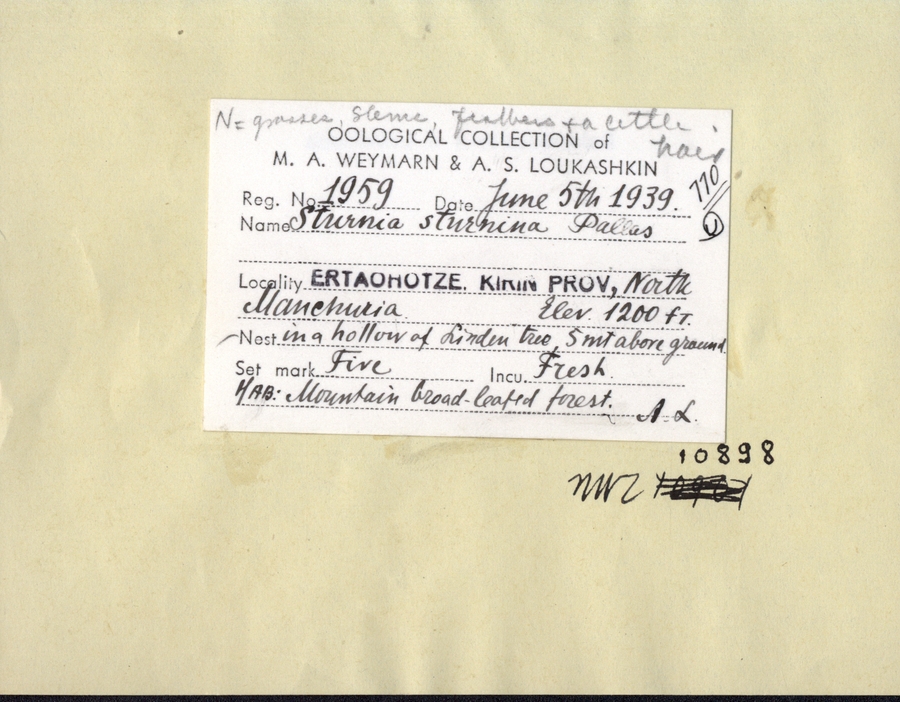 N= grasses, stems, feathers + a little hair.
OOLOGICAL COLLECTION of
M. A. WEYMARN & A. S. LOUKASHKIN
110
Reg. No. 1959 Date June 5th 1939.
Name Sturnia sturnina Pallas
U
Locality ERTAOHOTZE. KIRIN PROV, North
Manchuria. Elev. 1200 ft.
Nest in a hollow of Linden tree, 5 mt above ground
Set mark Five Incu. Fresh
HAB: Mountain broad-leafed forest.
A. L.
10898